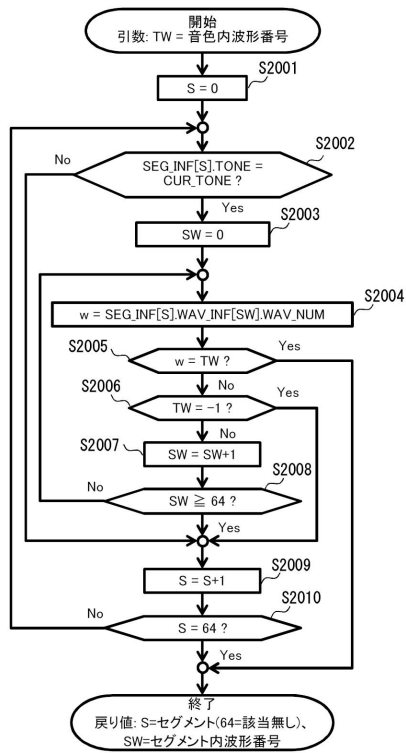 開始
引数: TW = 音色内波形番号
S2001
S = 0
S2002
No
SEG_INF[S].TONE =
CUR_TONE ?
Yes
S2003
SW = 0
S2004
w = SEG_INF[S].WAV_INF[SW].WAV_NUM
S2005
w = TW ?
Yes
S2006
No
Yes
TW = -1 ?
No
S2007
SW = SW+1
S2008
No
SW ≧ 64 ?
Yes
S2009
S = S+1
S2010
No
S = 64 ?
Yes
終了
戻り値: S=セグメント(64=該当無し)、
SW=セグメント内波形番号